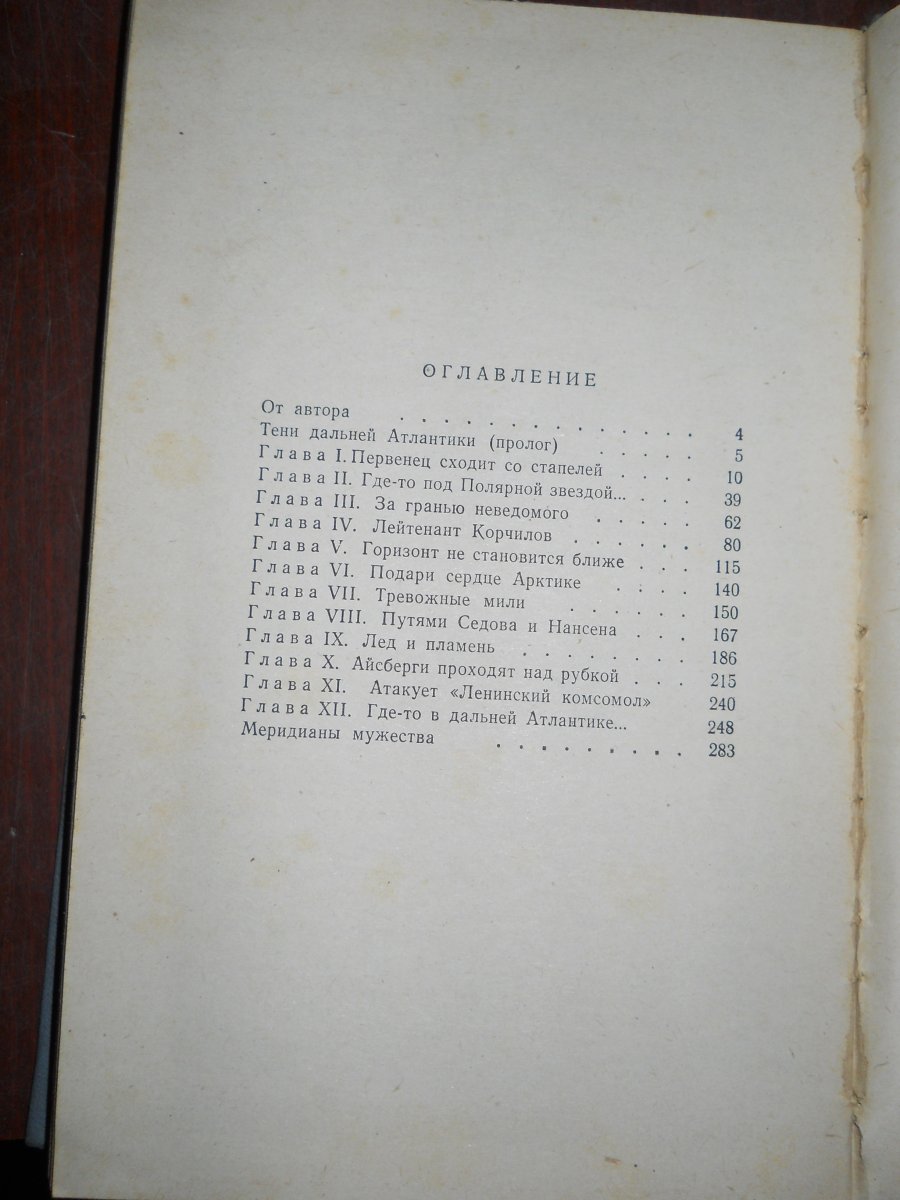 ОГЛАВЛЕНИЕ
От автора . . . . . . . . . . . . . 4
Тени дальней Атлантики (пролог) . . . . . 5
Глава I. Первенец сходит со стапелей . . . . 10
Глава II. Где-то под Полярной звездой... . . . 39
Глава III. За гранью неведомого . . . . . 62
Глава IV. Лейтенант Корчилов . . . . . . 80
Глава V. Горизонт не становится ближе . . . 115
Глава VI. Подари сердце Арктике . . . . 140
Глава VII. Тревожные мили . . . . . . 150
Глава VIII. Путями Седова и Нансена . . . 167
Глава IX. Лед и пламень . . . . . . . . 186
Глава X. Айсберги проходят над рубкой . . . 215
Глава XI. Атакует «Ленинский комсомол» 240
Глава XII. Где-то в дальней Атлантике... 248
Меридианы мужества . . . . . . . . . 283